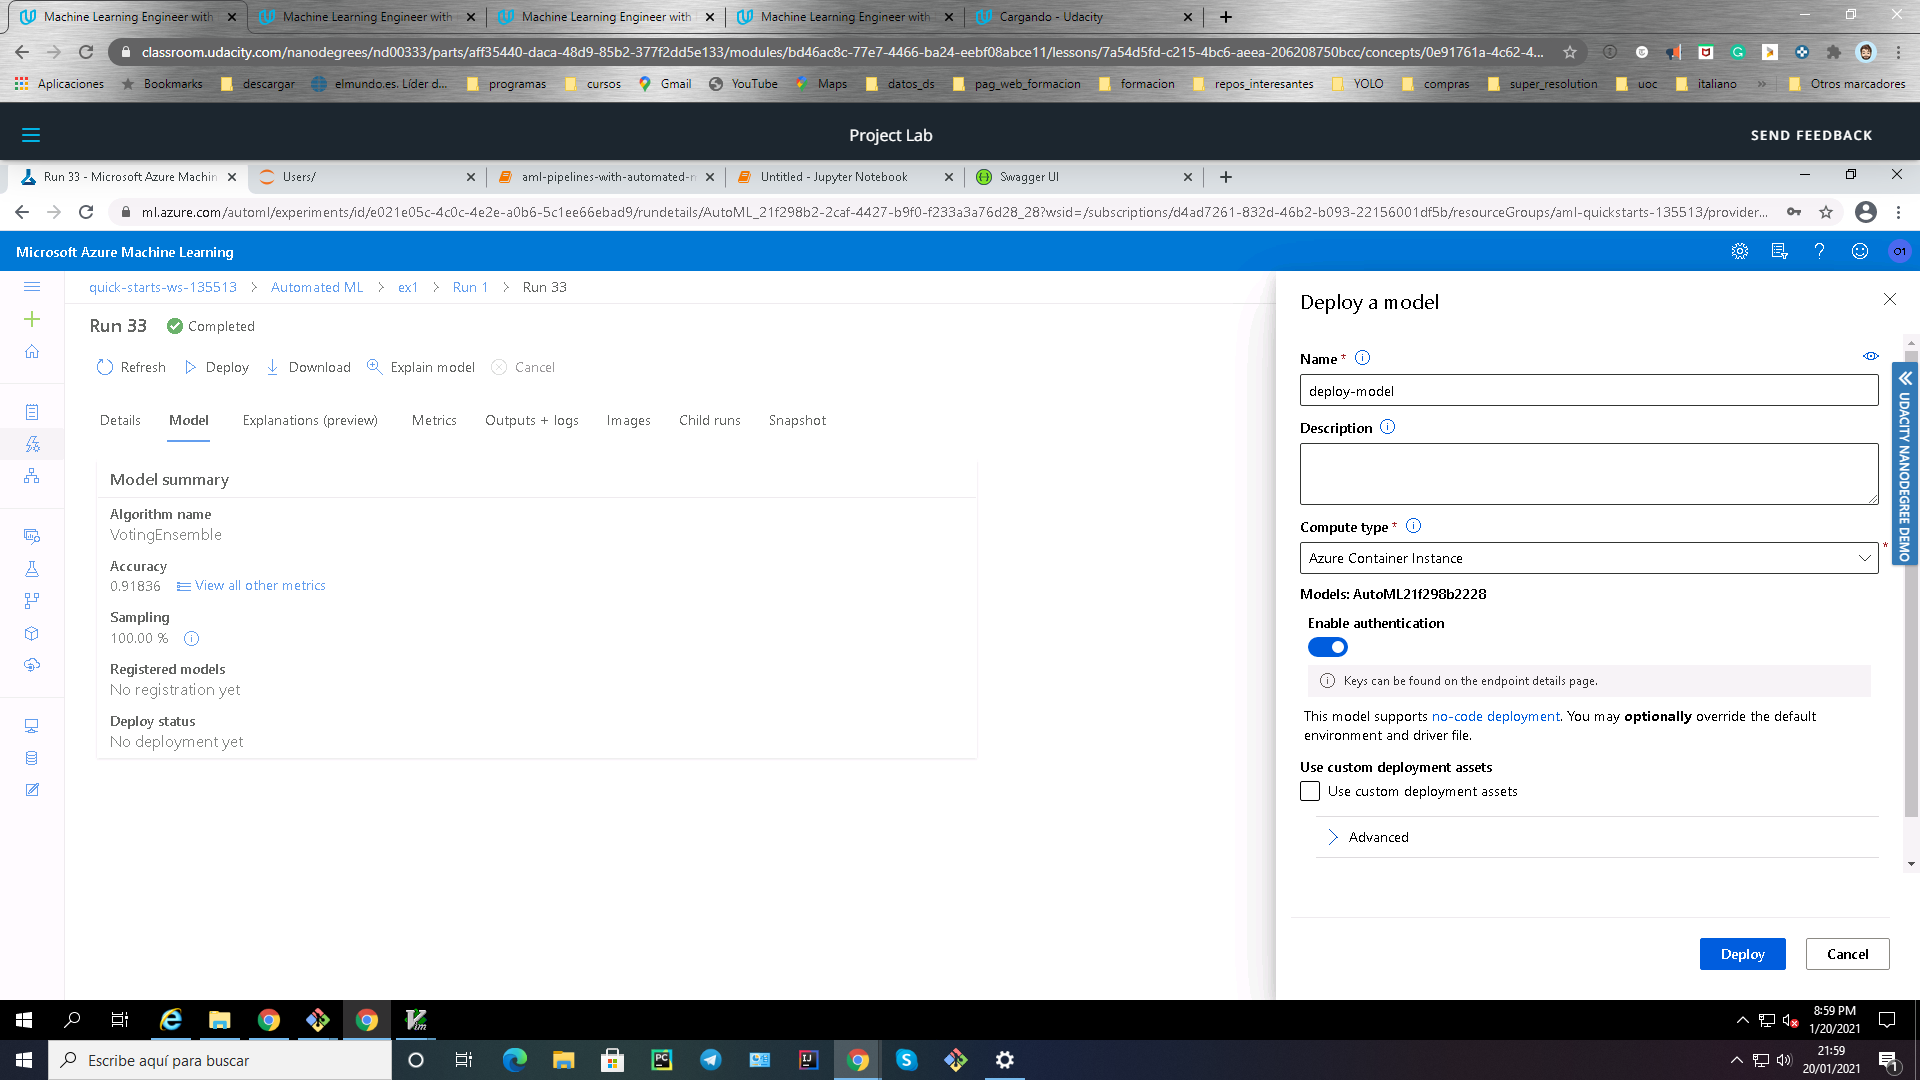 Machine Learning Engineer with
Machine Learning Engineer with
Machine Learning Engineer with
Machine Learning Engineer with
Cargando - Udacity
classroom.udacity.com/nanodegrees/nd00333/parts/aff35440-daca-48d9-85b2-377f2dd5e133/modules/bd46ac8c-77e7-4466-ba24-eebf08abce11/lessons/7a54d5fd-c215-4bc6-aeea-206208750bcc/concepts/0e91761a-4c62-4...
Aplicaciones
Bookmarks
descargar
elmundo.es. Líder d...
programas
cursos
Gmail
YouTube
Maps
datos_ds
pag_web_formacion
formacion
repos_interesantes
YOLO
compras
super_resolution
uoc
italiano
»
Otros marcadores
Project Lab
SEND FEEDBACK
Run 33 - Microsoft Azure Machin
Users/
aml-pipelines-with-automated-n
Untitled - Jupyter Notebook
Swagger UI
ml.azure.com/automl/experiments/id/e021e05c-4c0c-4e2e-a0b6-5c1ee66ebad9/rundetails/AutoML_21f298b2-2caf-4427-b9f0-f233a3a76d28_28?wsid=/subscriptions/d4ad7261-832d-46b2-b093-22156001df5b/resourceGroups/aml-quickstarts-135513/provider...
Microsoft Azure Machine Learning
O1
quick-starts-ws-135513 > Automated ML > ex1 > Run 1 > Run 33
Run 33
Completed
Refresh
Deploy
Download
Explain model
Cancel
Details
Model
Explanations (preview)
Metrics
Outputs + logs
Images
Child runs
Snapshot
Model summary
Algorithm name
VotingEnsemble
Accuracy
0.91836
View all other metrics
Sampling
100.00 %
Registered models
No registration yet
Deploy status
No deployment yet
Deploy a model
Name *
deploy-model
Description
Compute type *
Azure Container Instance
*
Models: AutoML21f298b2228
Enable authentication
Keys can be found on the endpoint details page.
This model supports no-code deployment. You may optionally override the default
environment and driver file.
Use custom deployment assets
Use custom deployment assets
Advanced
Deploy
Cancel
UDACITY NANODEGREE DEMO
8:59 PM
1/20/2021
Escribe aquí para buscar
21:59
20/01/2021
1